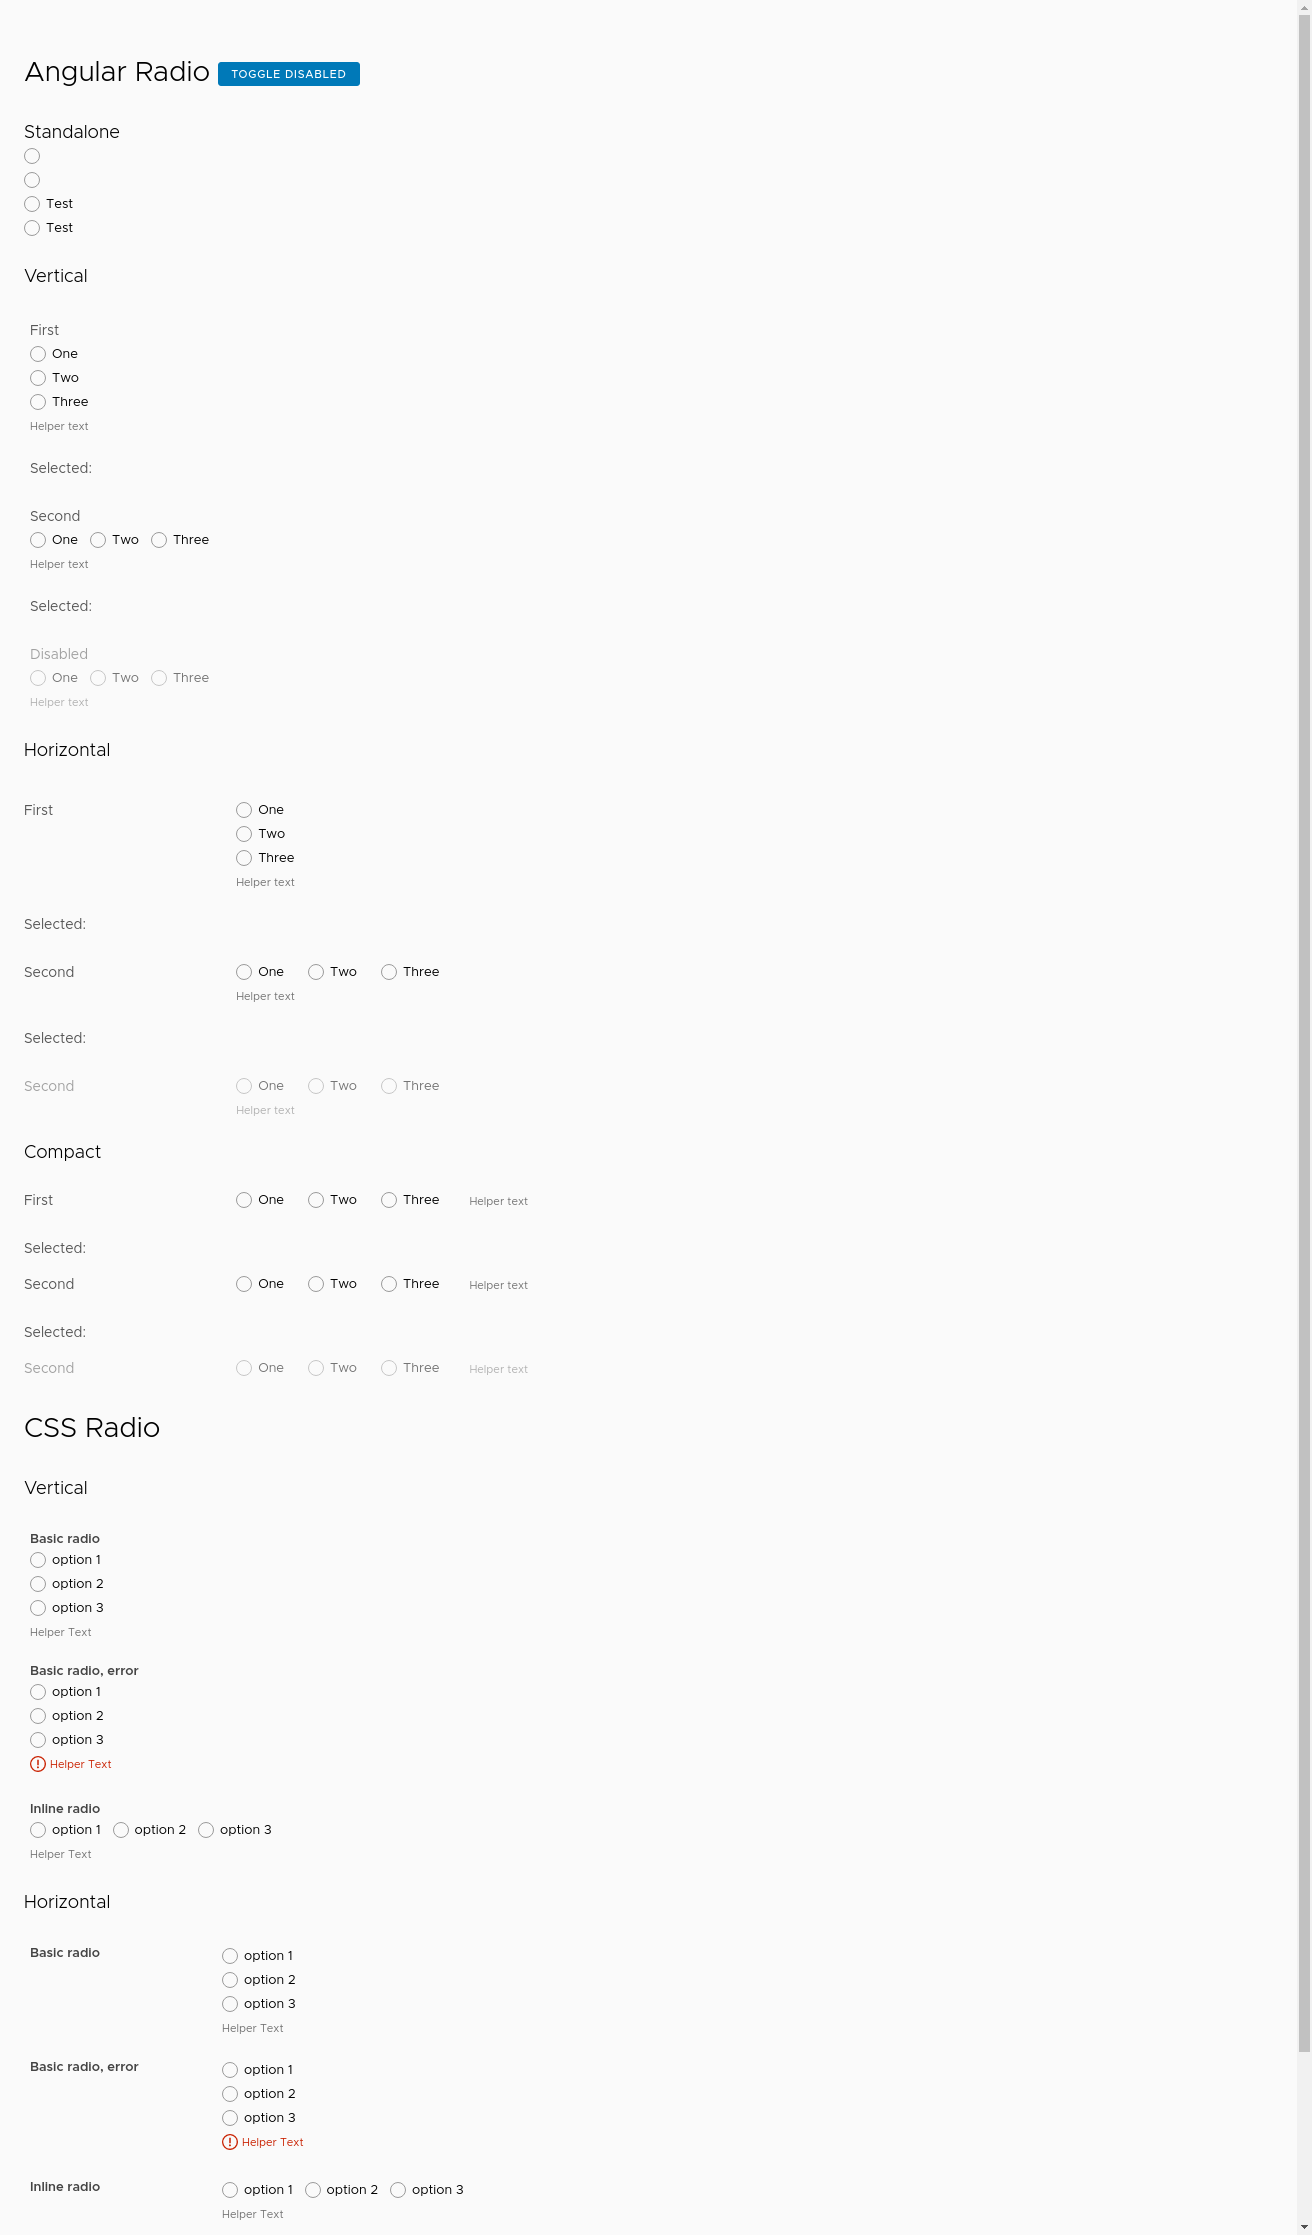 Angular Radio TOGGLE DISABLED
Standalone
Test
Test
Vertical
First
One
Two
Three
Helper text
Selected:
Second
One Two Three
Helper text
Selected:
Disabled
One Two Three
Helper text
Horizontal
First One
Two
Three
Helper text
Selected:
Second One Two Three
Helper text
Selected:
Second One Two Three
Helper text
Compact
First One Two Three Helper text
Selected:
Second One Two Three Helper text
Selected:
Second One Two Three Helper text
CSS Radio
Vertical
Basic radio
option 1
option 2
option 3
Helper Text
Basic radio, error
option 1
option 2
option 3
Helper Text
Inline radio
option 1 option 2 option 3
Helper Text
Horizontal
Basic radio option 1
option 2
option 3
Helper Text
Basic radio, error option 1
option 2
option 3
Helper Text
Inline radio option 1 option 2 option 3
Helper Text